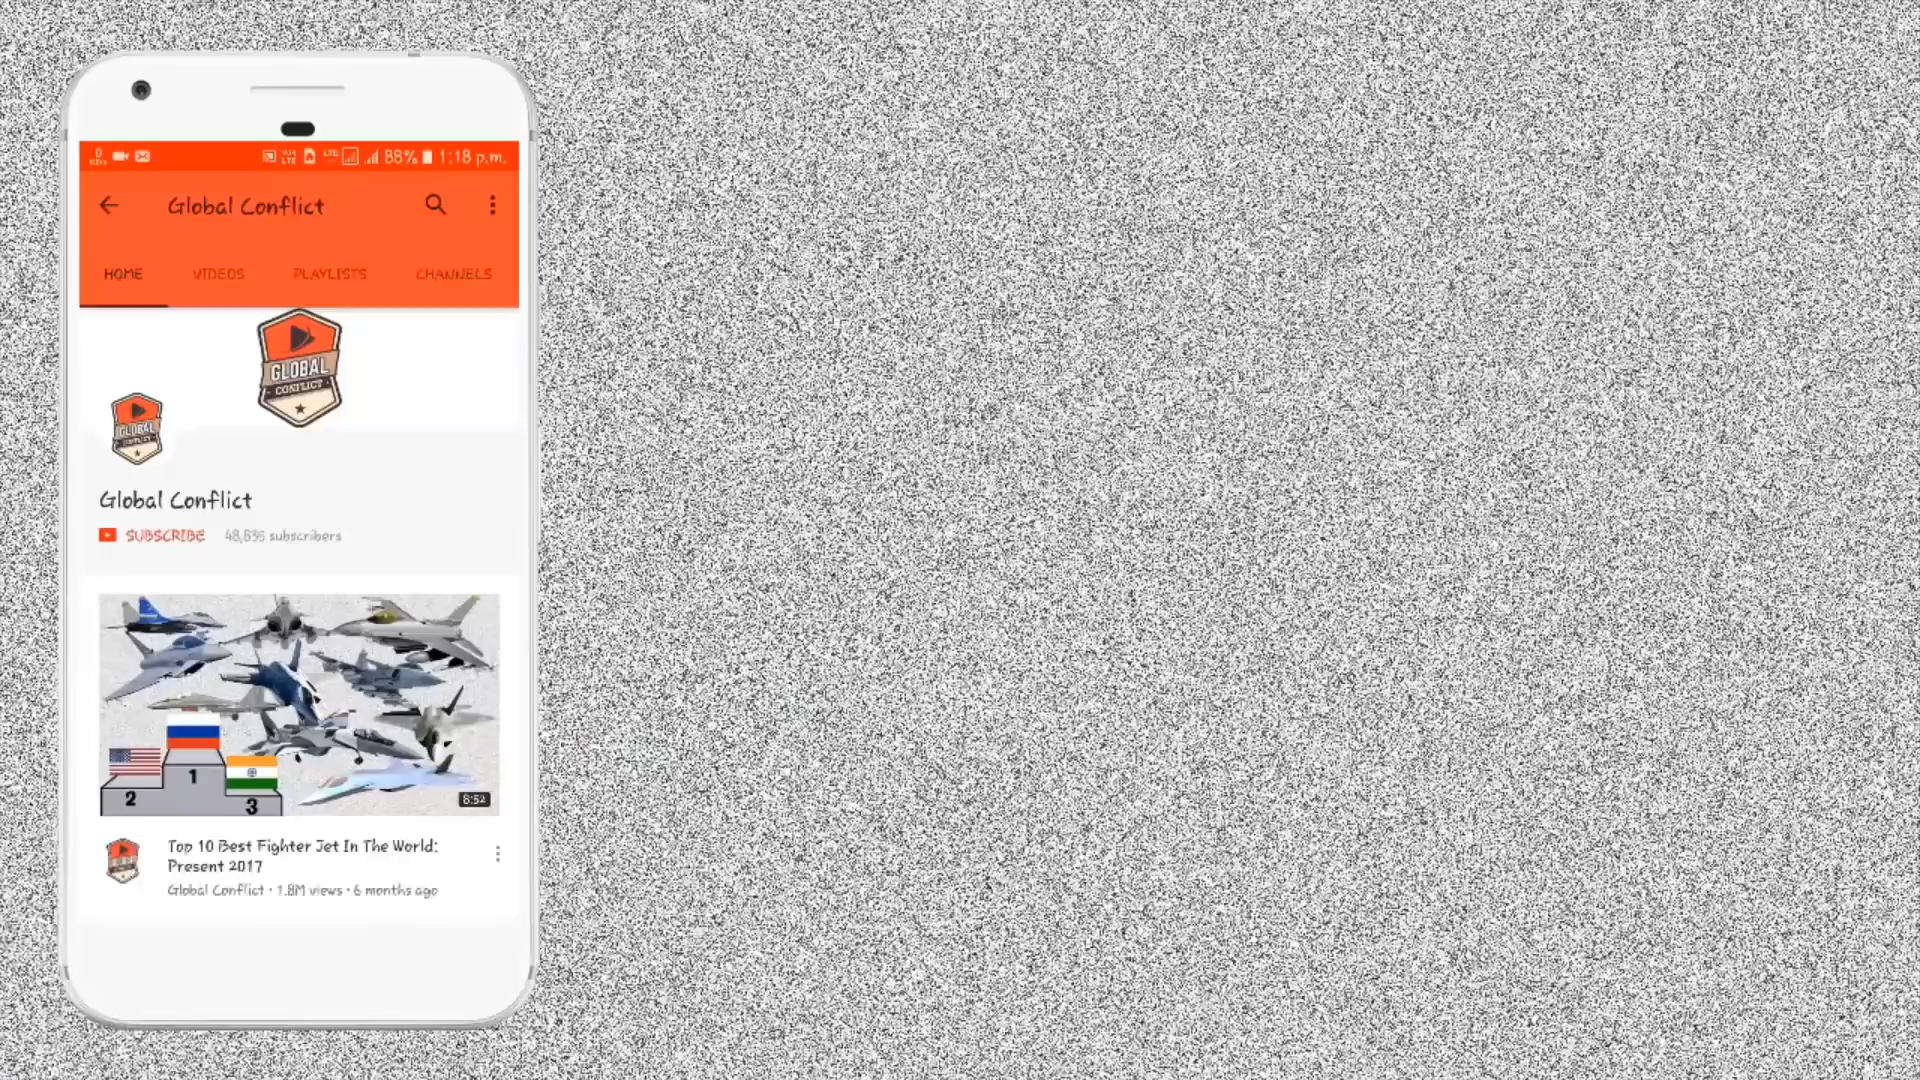 88% 1:18 p.m.
Global Conflict
HOME VIDEOS PLAYLISTS CHANNELS
GLOBAL
CONFLICT
GLOBAL
CONFLICT
Global Conflict
SUBSCRIBE 48,835 subscribers
1
2
3
8:52
Top 10 Best Fighter Jet In The World:
Present 2017
Global Conflict • 1.8M views • 6 months ago